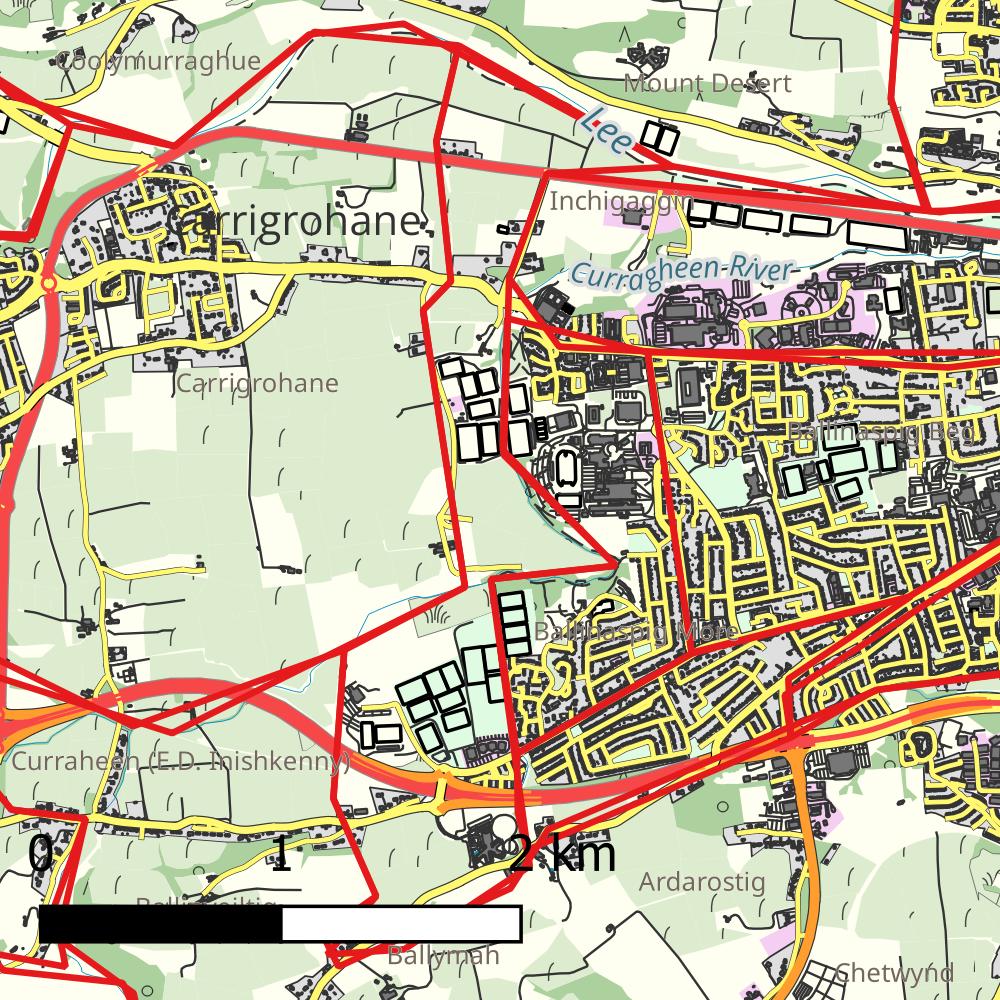 Coolymurraghue
Mount Desert
Lee
Inchigaggin
Carrigrohane
Curragheen River
Carrigrohane
Ballinaspig Beg
Ballinaspig More
Curraheen (E.D. Inishkenny)
0 1 2 km
Ardarostig
Ballymah
Chetwynd